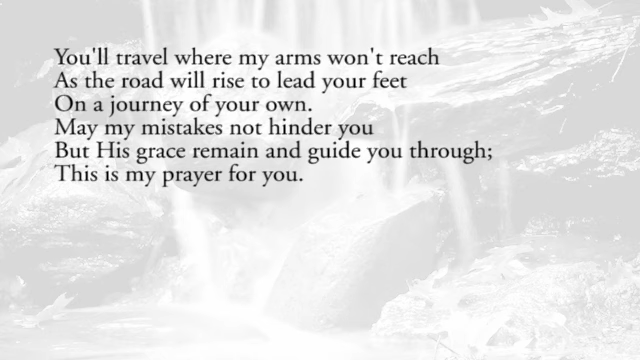 You'll travel where my arms won't reach
As the road will rise to lead your feet
On a journey of your own.
May my mistakes not hinder you
But His grace remain and guide you through;
This is my prayer for you.